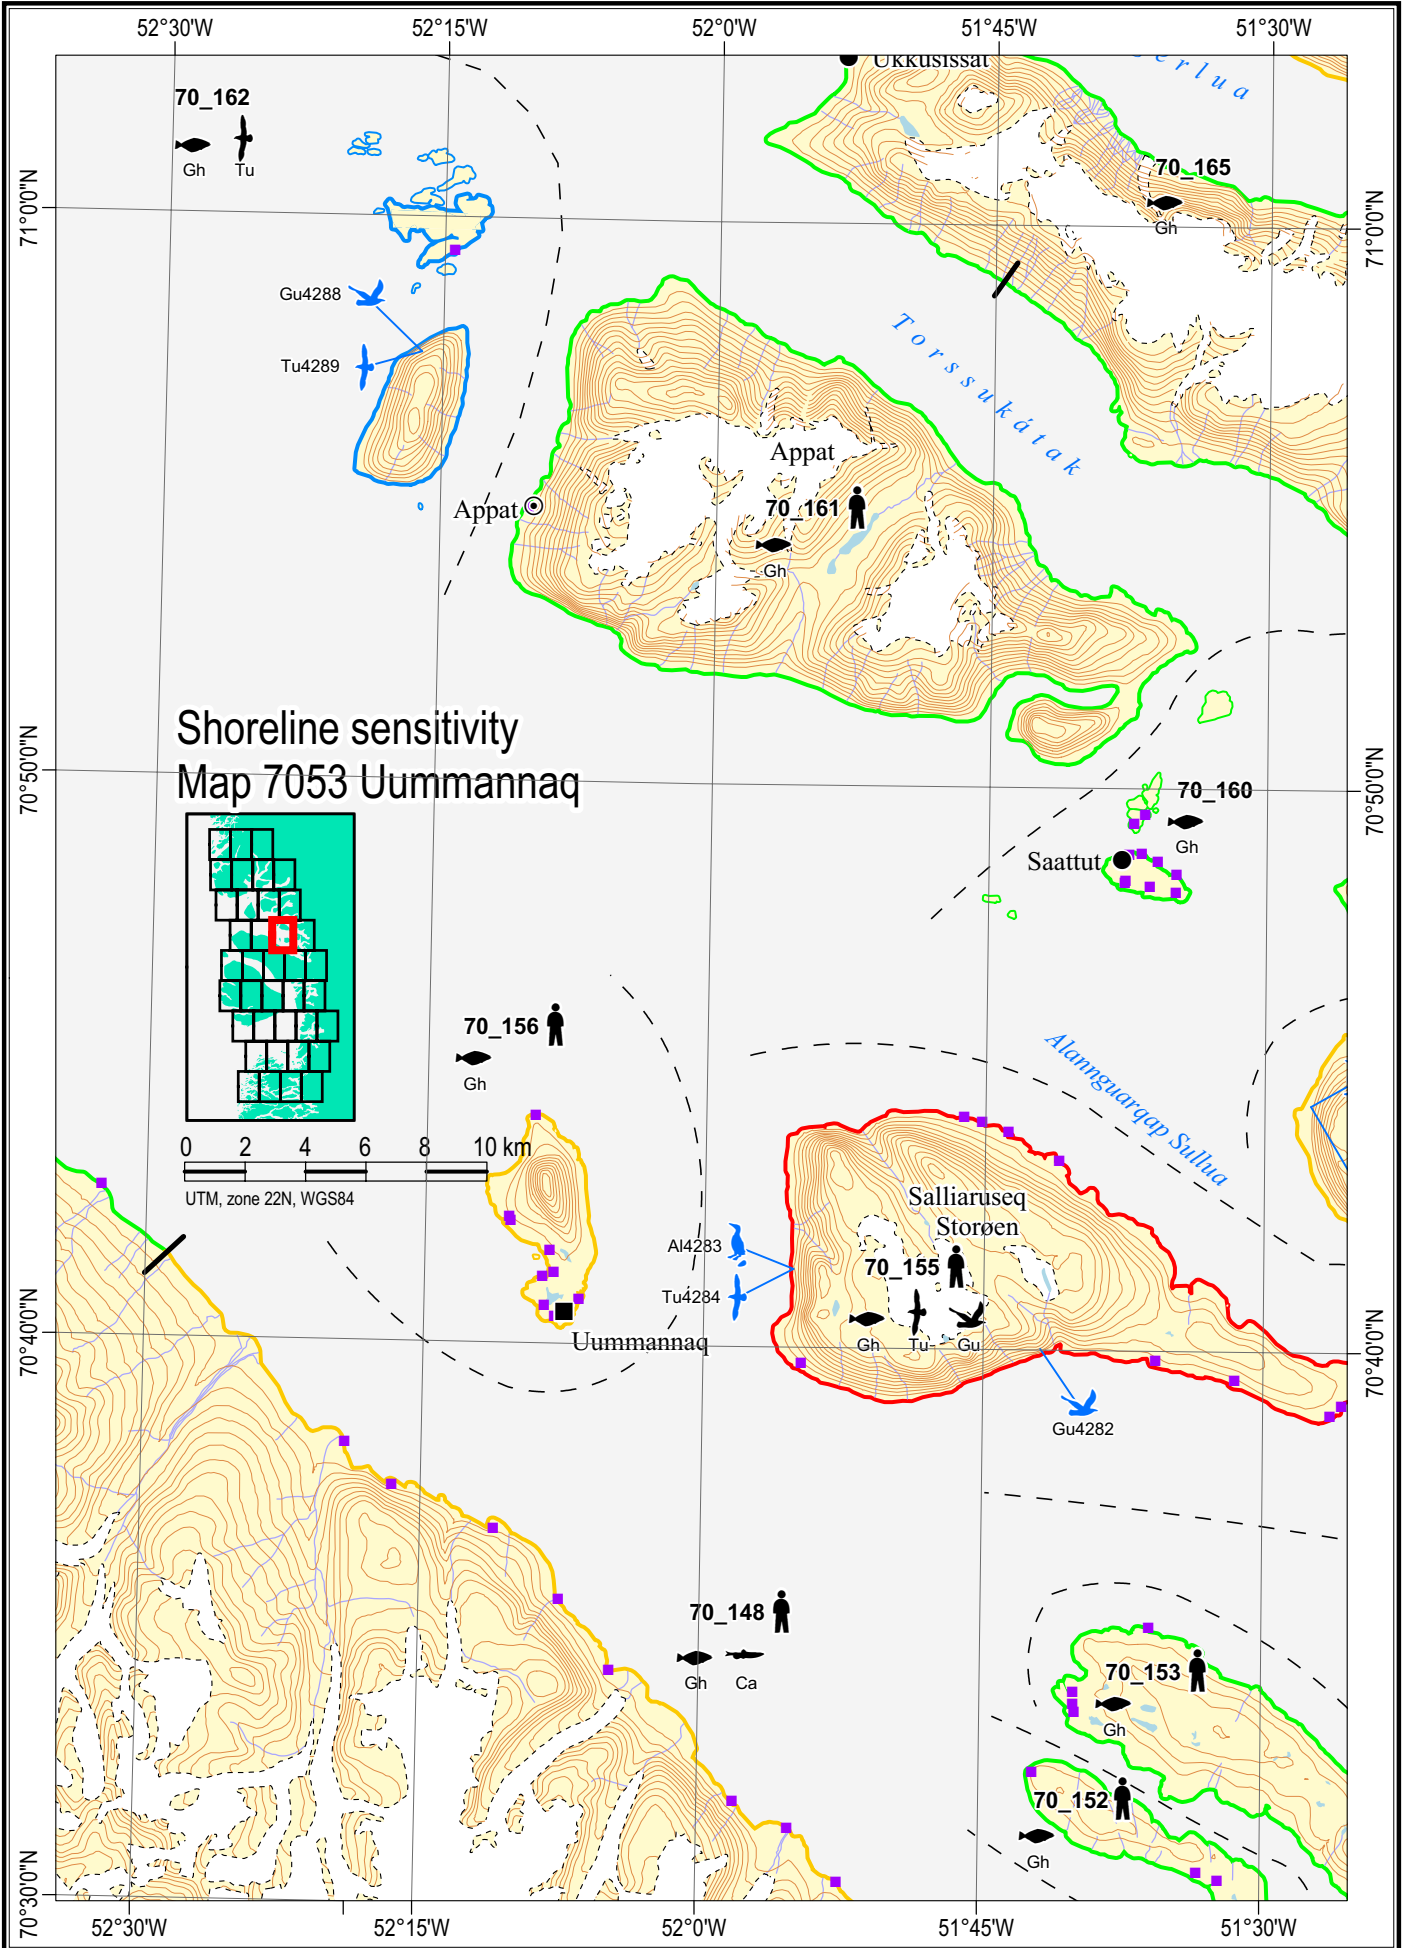 52°30'W 52°15'W 52°0'W 51°45'W 51°30'W
Ukkusissat
erlua
70_162
Gh Tu
70_165
Gh
71°0'0"N
71°0'0"N
Gu4288
Tu4289
Torssukátak
Appat
Appat
70_161
Gh
Shoreline sensitivity
Map 7053 Uummannaq
70°50'0"N
70°50'0"N
70_160
Gh
Saattut
70_156
Gh
Alannguarqap Sullua
0 2 4 6 8 10 km
UTM, zone 22N, WGS84
Salliaruseq
Storøen
Al4283
Tu4284
70_155
Gh Tu Gu
Uummannaq
70°40'0"N
70°40'0"N
Gu4282
70_148
Gh Ca
70_153
Gh
70_152
Gh
70°30'0"N
52°30'W 52°15'W 52°0'W 51°45'W 51°30'W